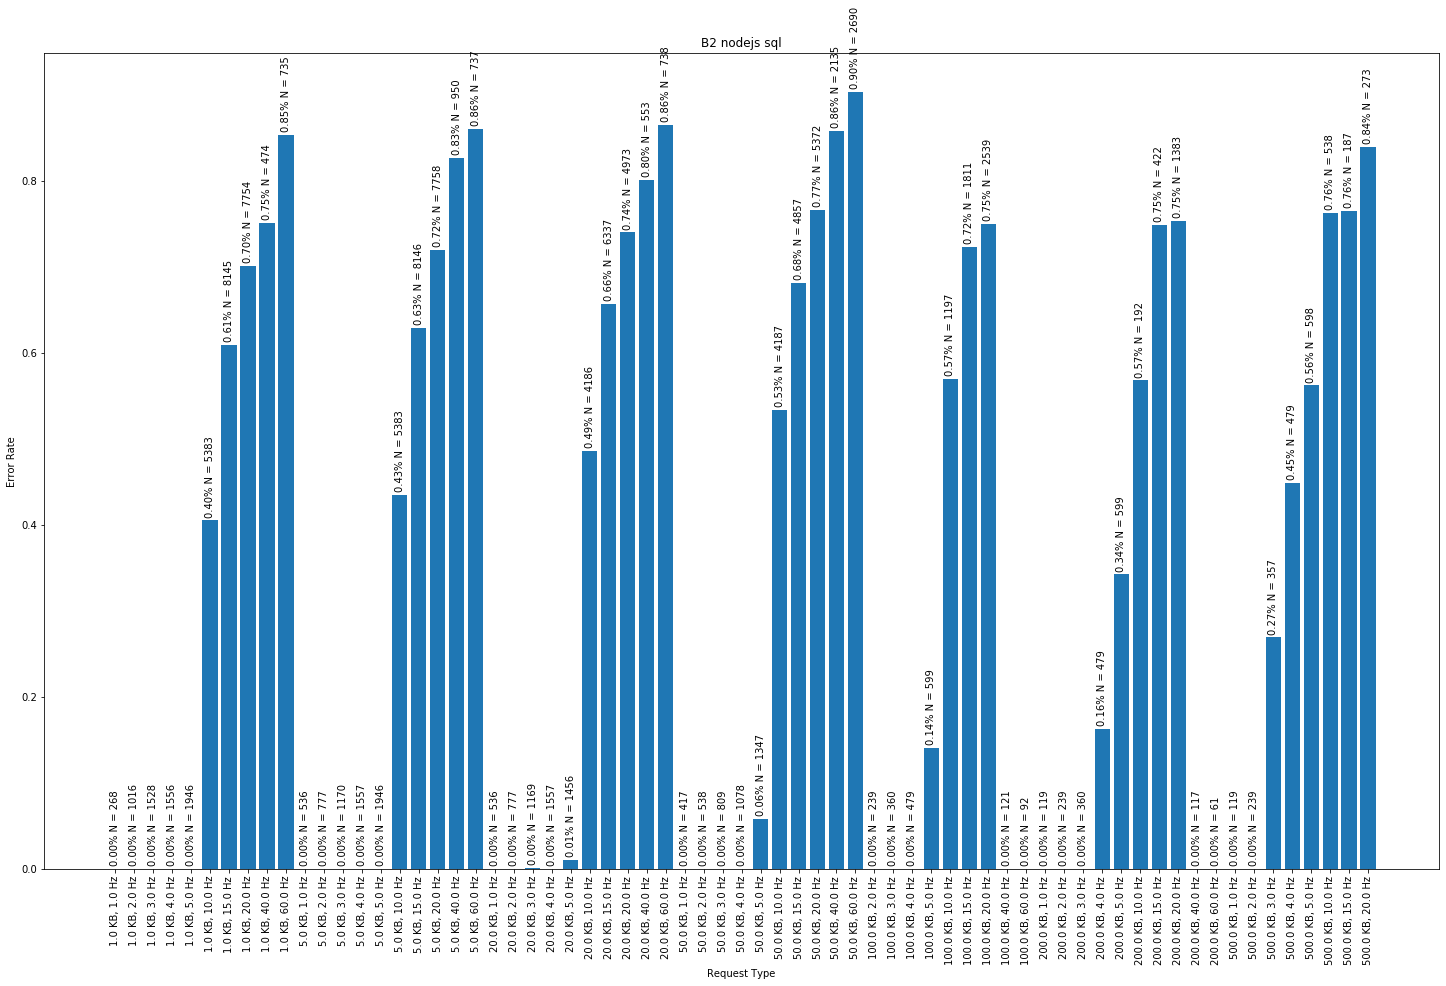 B2 nodejs sql
Error Rate
0.8
0.6
0.4
0.2
0.0
0.00% N = 268
0.00% N = 1016
0.00% N = 1528
0.00% N = 1556
0.00% N = 1946
0.40% N = 5383
0.61% N = 8145
0.70% N = 7754
0.75% N = 474
0.85% N = 735
0.00% N = 536
0.00% N = 777
0.00% N = 1170
0.00% N = 1557
0.00% N = 1946
0.43% N = 5383
0.63% N = 8146
0.72% N = 7758
0.83% N = 950
0.86% N = 737
0.00% N = 536
0.00% N = 777
0.00% N = 1169
0.00% N = 1557
0.01% N = 1456
0.49% N = 4186
0.66% N = 6337
0.74% N = 4973
0.80% N = 553
0.86% N = 738
0.00% N = 417
0.00% N = 538
0.00% N = 809
0.00% N = 1078
0.06% N = 1347
0.53% N = 4187
0.68% N = 4857
0.77% N = 5372
0.86% N = 2135
0.90% N = 2690
0.00% N = 239
0.00% N = 360
0.00% N = 479
0.14% N = 599
0.57% N = 1197
0.72% N = 1811
0.75% N = 2539
0.00% N = 121
0.00% N = 92
0.00% N = 119
0.00% N = 239
0.00% N = 360
0.16% N = 479
0.34% N = 599
0.57% N = 192
0.75% N = 422
0.75% N = 1383
0.00% N = 117
0.00% N = 61
0.00% N = 119
0.00% N = 239
0.27% N = 357
0.45% N = 479
0.56% N = 598
0.76% N = 538
0.76% N = 187
0.84% N = 273
1.0 KB, 1.0 Hz
1.0 KB, 2.0 Hz
1.0 KB, 3.0 Hz
1.0 KB, 4.0 Hz
1.0 KB, 5.0 Hz
1.0 KB, 10.0 Hz
1.0 KB, 15.0 Hz
1.0 KB, 20.0 Hz
1.0 KB, 40.0 Hz
1.0 KB, 60.0 Hz
5.0 KB, 1.0 Hz
5.0 KB, 2.0 Hz
5.0 KB, 3.0 Hz
5.0 KB, 4.0 Hz
5.0 KB, 5.0 Hz
5.0 KB, 10.0 Hz
5.0 KB, 15.0 Hz
5.0 KB, 20.0 Hz
5.0 KB, 40.0 Hz
5.0 KB, 60.0 Hz
20.0 KB, 1.0 Hz
20.0 KB, 2.0 Hz
20.0 KB, 3.0 Hz
20.0 KB, 4.0 Hz
20.0 KB, 5.0 Hz
20.0 KB, 10.0 Hz
20.0 KB, 15.0 Hz
20.0 KB, 20.0 Hz
20.0 KB, 40.0 Hz
20.0 KB, 60.0 Hz
50.0 KB, 1.0 Hz
50.0 KB, 2.0 Hz
50.0 KB, 3.0 Hz
50.0 KB, 4.0 Hz
50.0 KB, 5.0 Hz
50.0 KB, 10.0 Hz
50.0 KB, 15.0 Hz
50.0 KB, 20.0 Hz
50.0 KB, 40.0 Hz
50.0 KB, 60.0 Hz
100.0 KB, 2.0 Hz
100.0 KB, 3.0 Hz
100.0 KB, 4.0 Hz
100.0 KB, 5.0 Hz
100.0 KB, 10.0 Hz
100.0 KB, 15.0 Hz
100.0 KB, 20.0 Hz
100.0 KB, 40.0 Hz
100.0 KB, 60.0 Hz
200.0 KB, 1.0 Hz
200.0 KB, 2.0 Hz
200.0 KB, 3.0 Hz
200.0 KB, 4.0 Hz
200.0 KB, 5.0 Hz
200.0 KB, 10.0 Hz
200.0 KB, 15.0 Hz
200.0 KB, 20.0 Hz
200.0 KB, 40.0 Hz
200.0 KB, 60.0 Hz
500.0 KB, 1.0 Hz
500.0 KB, 2.0 Hz
500.0 KB, 3.0 Hz
500.0 KB, 4.0 Hz
500.0 KB, 5.0 Hz
500.0 KB, 10.0 Hz
500.0 KB, 15.0 Hz
500.0 KB, 20.0 Hz
Request Type